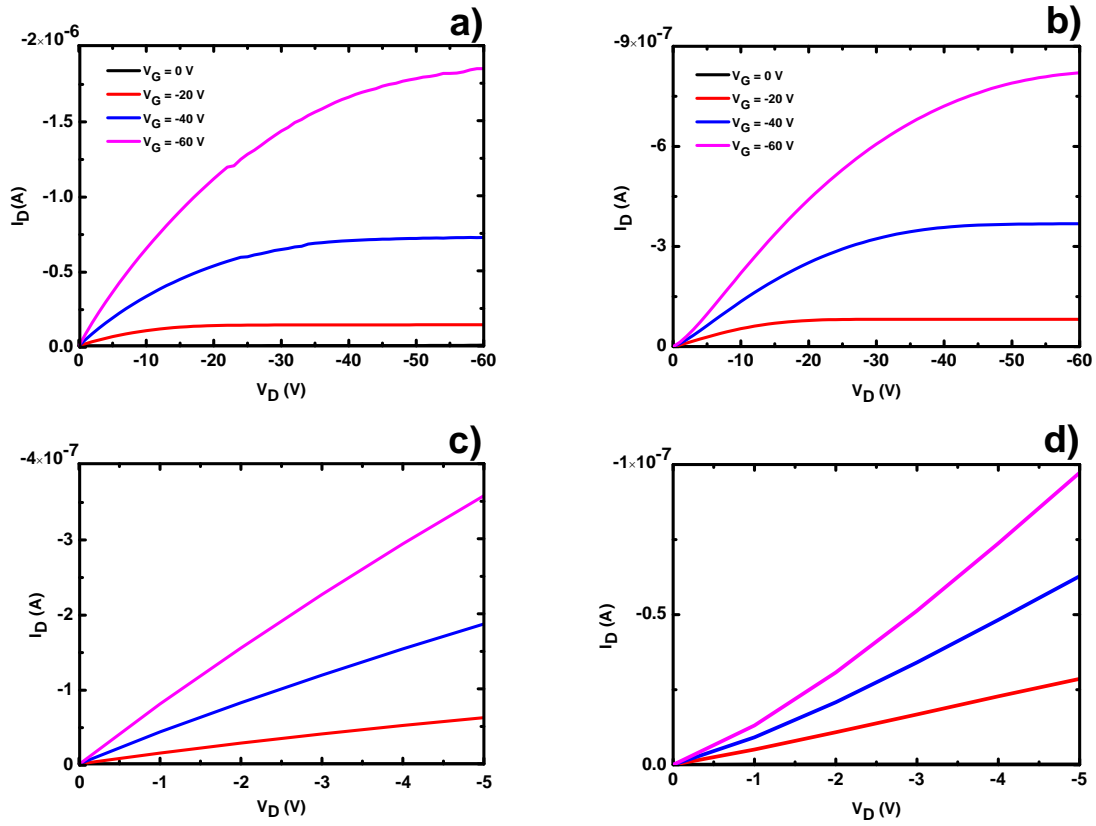 a)
-2×10⁻⁶
V_G = 0 V
V_G = -20 V
V_G = -40 V
V_G = -60 V
-1.5
-1.0
-0.5
0.0
I_D(A)
0 -10 -20 -30 -40 -50 -60
V_D (V)
b)
-9×10⁻⁷
V_G = 0 V
V_G = -20 V
V_G = -40 V
V_G = -60 V
-6
-3
0
I_D (A)
0 -10 -20 -30 -40 -50 -60
V_D (V)
c)
-4×10⁻⁷
-3
-2
-1
0
I_D (A)
0 -1 -2 -3 -4 -5
V_D (V)
d)
-1×10⁻⁷
-0.5
0.0
I_D (A)
0 -1 -2 -3 -4 -5
V_D (V)